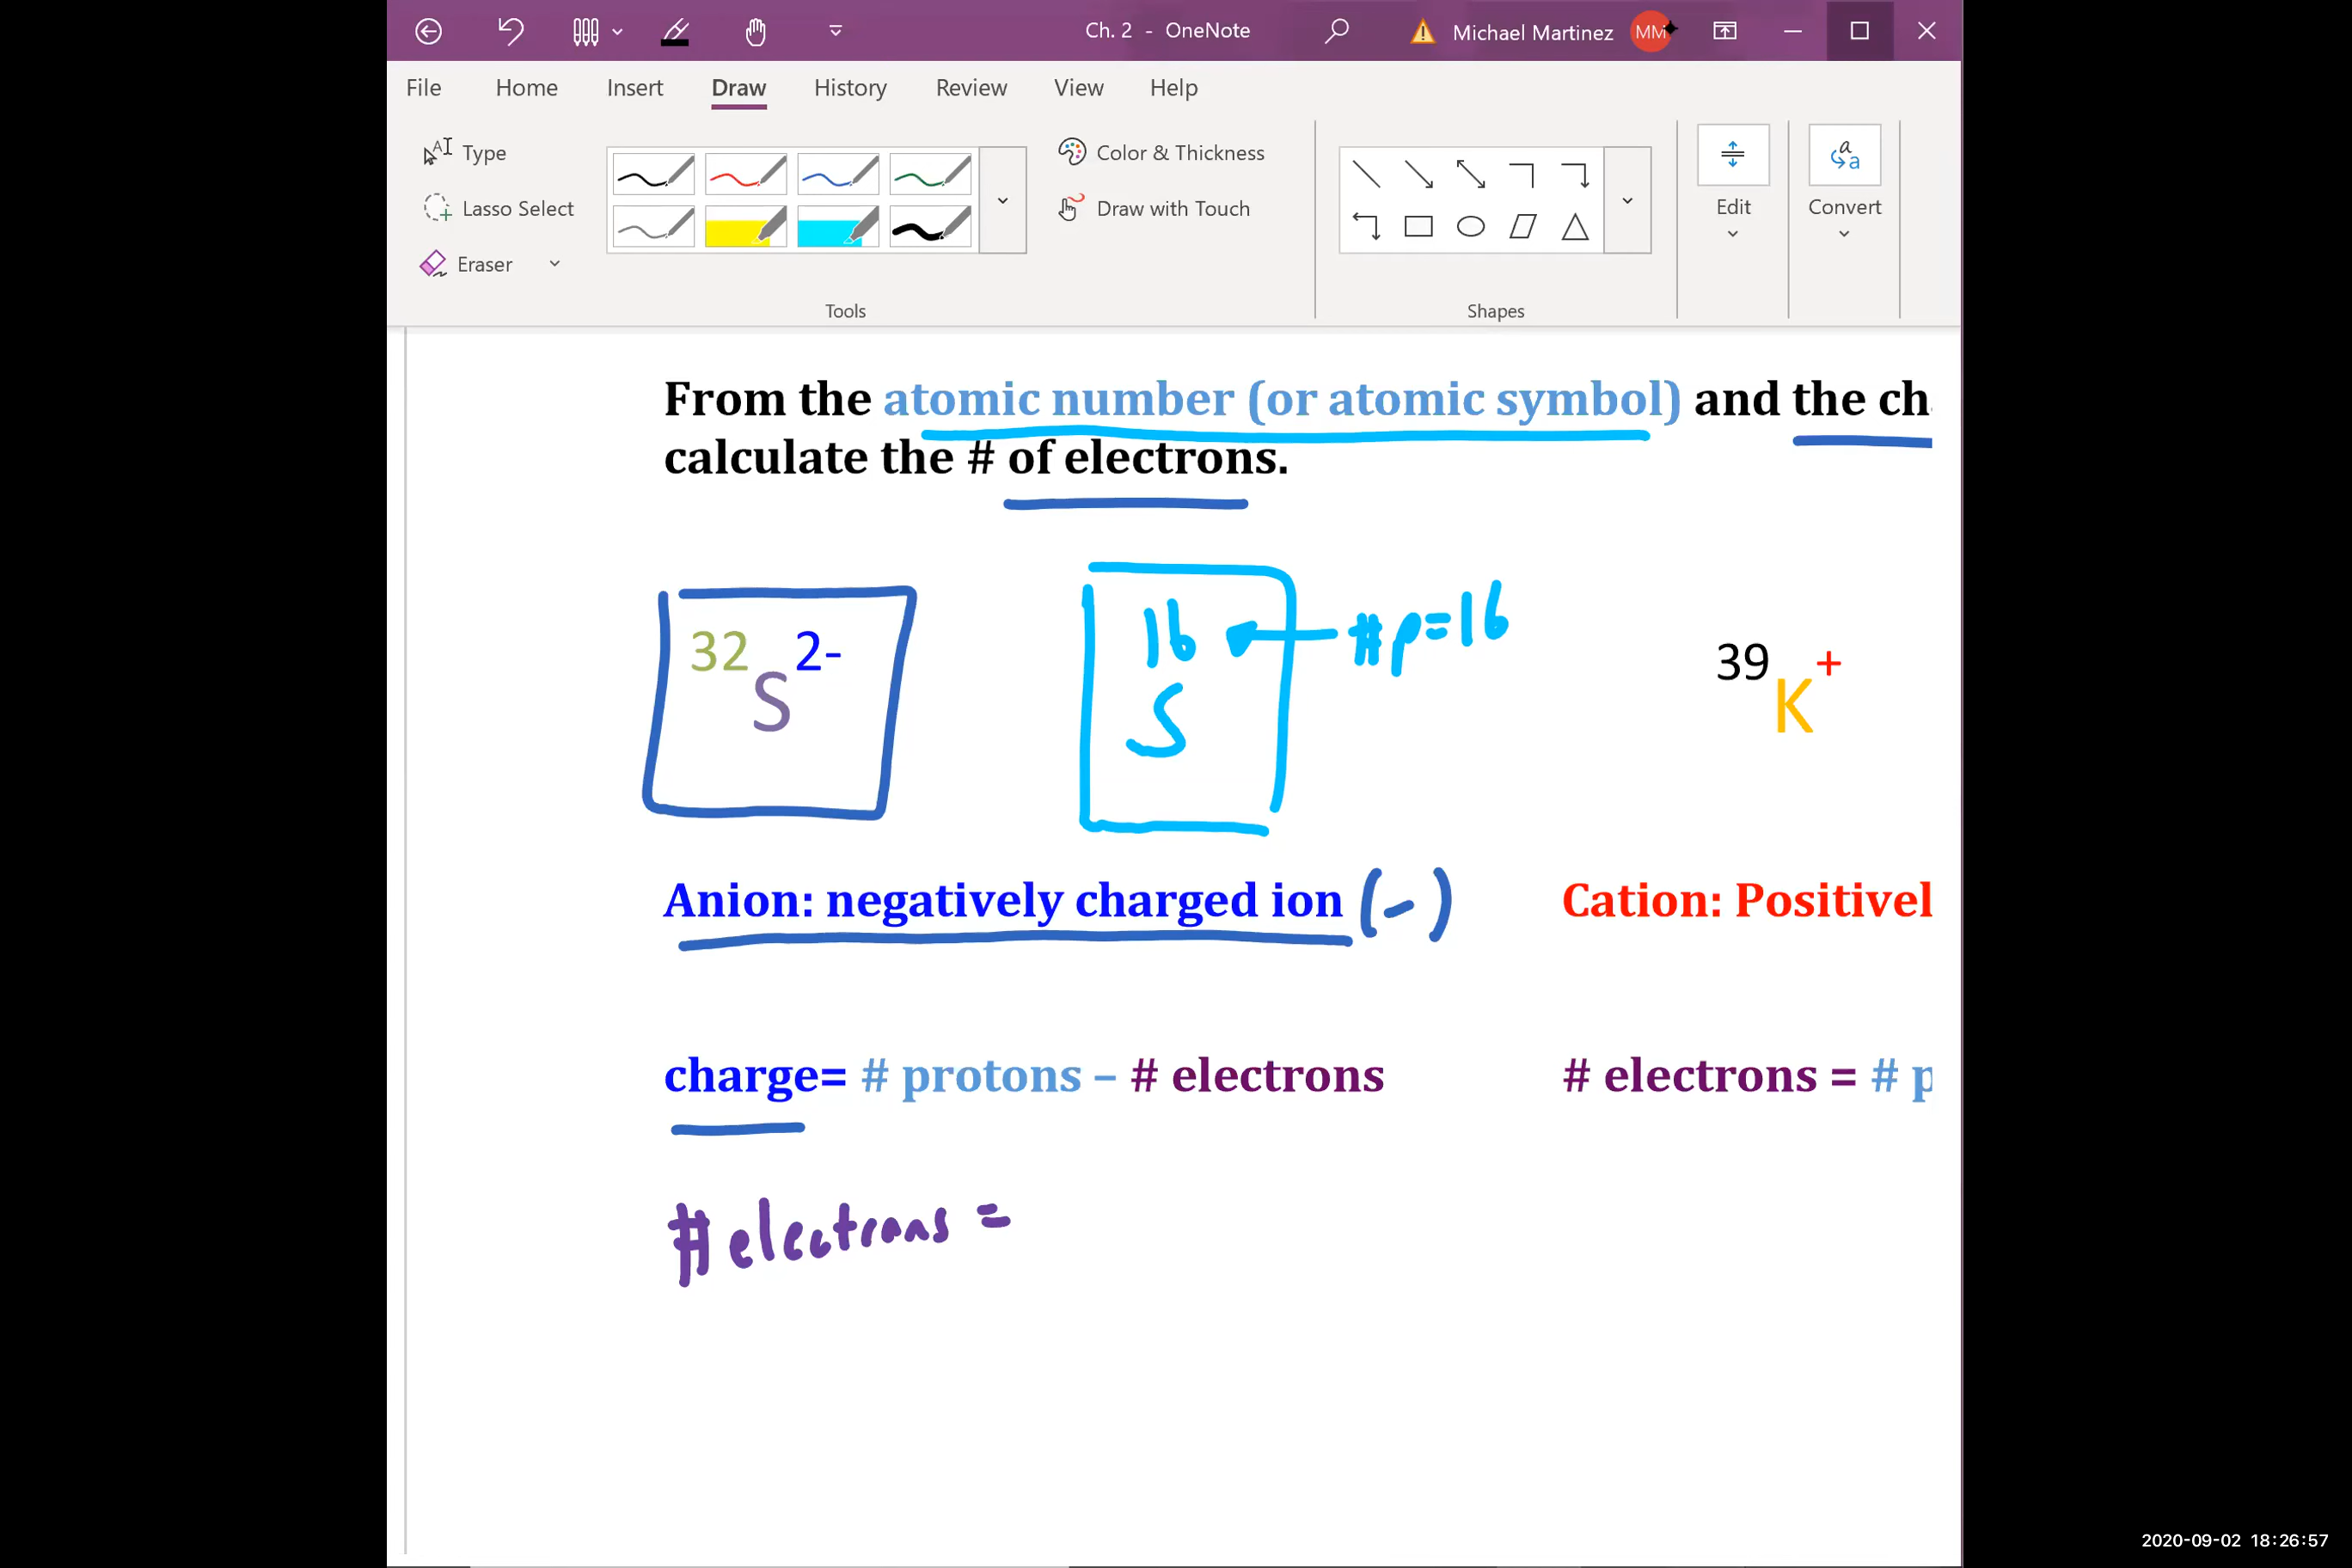 Ch. 2 - OneNote
Michael Martinez
MM
File Home Insert Draw History Review View Help
Type
Lasso Select
Eraser
Color & Thickness
Draw with Touch
Edit
Convert
Tools
Shapes
From the atomic number (or atomic symbol) and the ch
calculate the # of electrons.
32 S 2-
16 #p=16
S
39 K +
Anion: negatively charged ion (-)
Cation: Positivel
charge= # protons – # electrons
# electrons = # p
# electrons =
2020-09-02 18:26:57